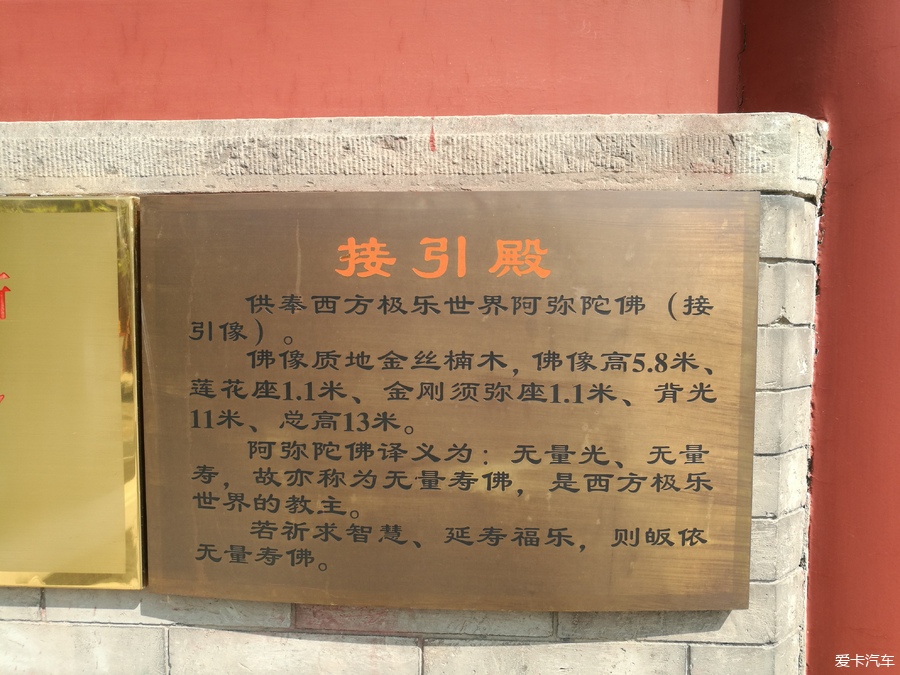 接引殿
供奉西方极乐世界阿弥陀佛（接
引像）。
佛像质地金丝楠木，佛像高5.8米、
莲花座1.1米、金刚须弥座1.1米、背光
11米、总高13米。
阿弥陀佛译义为：无量光、无量
寿，故亦称为无量寿佛，是西方极乐
世界的教主。
若祈求智慧、延寿福乐，则皈依
无量寿佛。
爱卡汽车